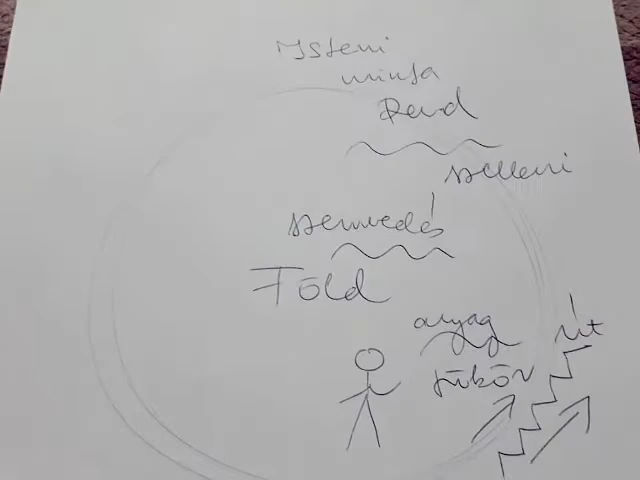 Isteni
minta
Rend
szellemi
szenvedés
Föld
anyag
út
tükör